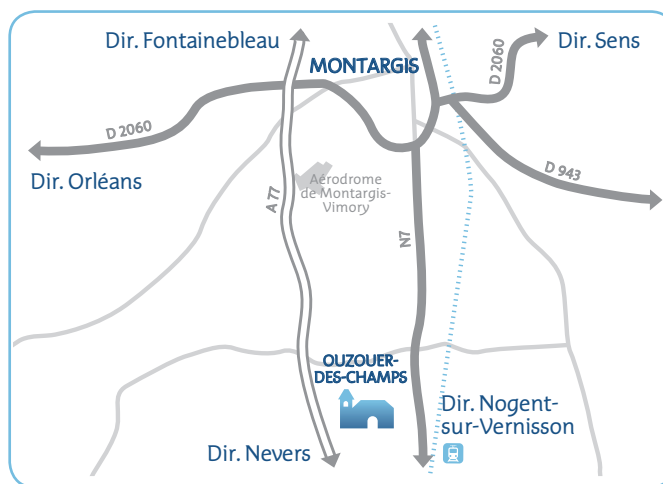 Dir. Fontainebleau
Dir. Sens
D 2060
MONTARGIS
D 2060
Dir. Orléans
D 943
Aérodrome
de Montargis-
Vimory
A 77
N7
OUZOUER-
DES-CHAMPS
Dir. Nogent-
sur-Vernisson
Dir. Nevers